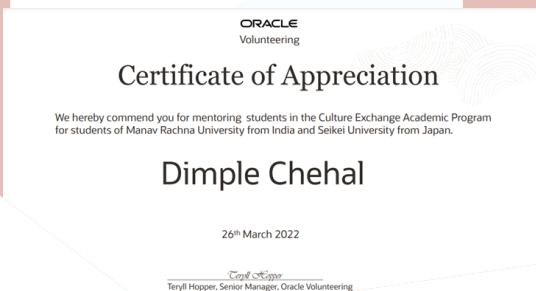 ORACLE
Volunteering
Certificate of Appreciation
We hereby commend you for mentoring students in the Culture Exchange Academic Program
for students of Manav Rachna University from India and Seikei University from Japan.
Dimple Chehal
26th March 2022
Teryll Hopper
Teryll Hopper, Senior Manager, Oracle Volunteering